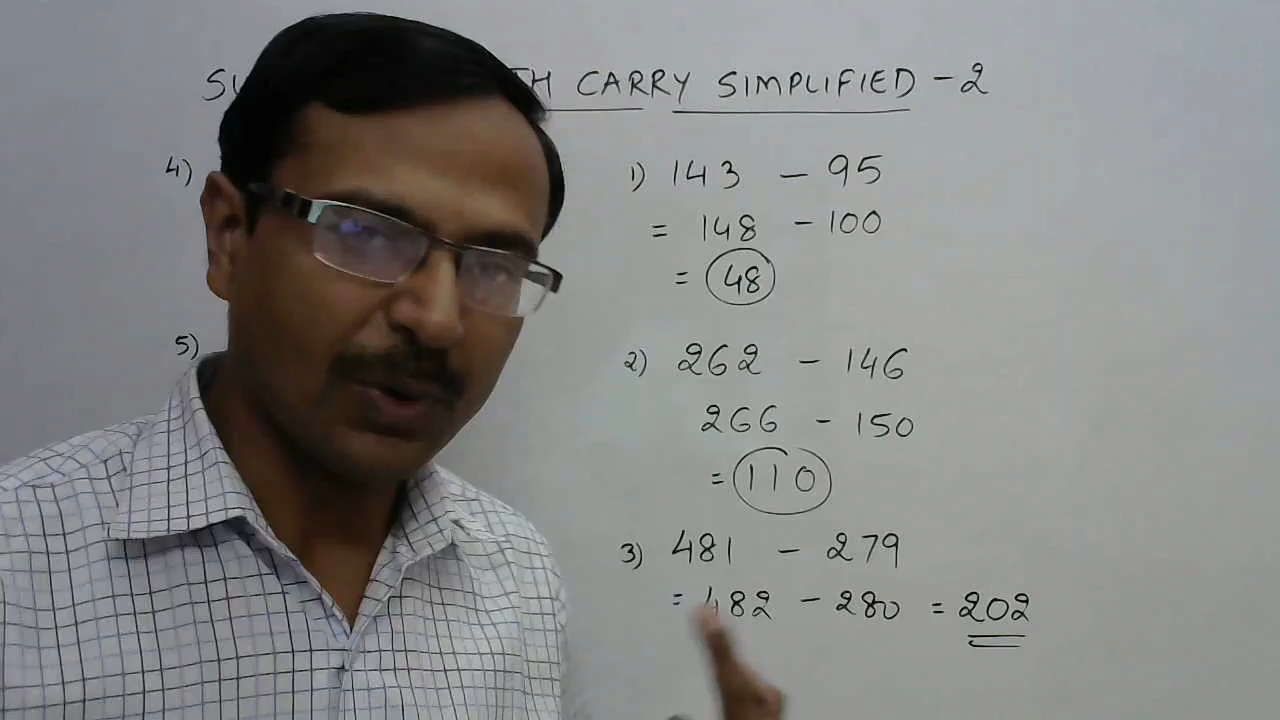 CARRY SIMPLIFIED - 2
4)
5)
1) 143 - 95
= 148 - 100
= 48
2) 262 - 146
266 - 150
= 110
3) 481 - 279
= 482 - 280 = 202